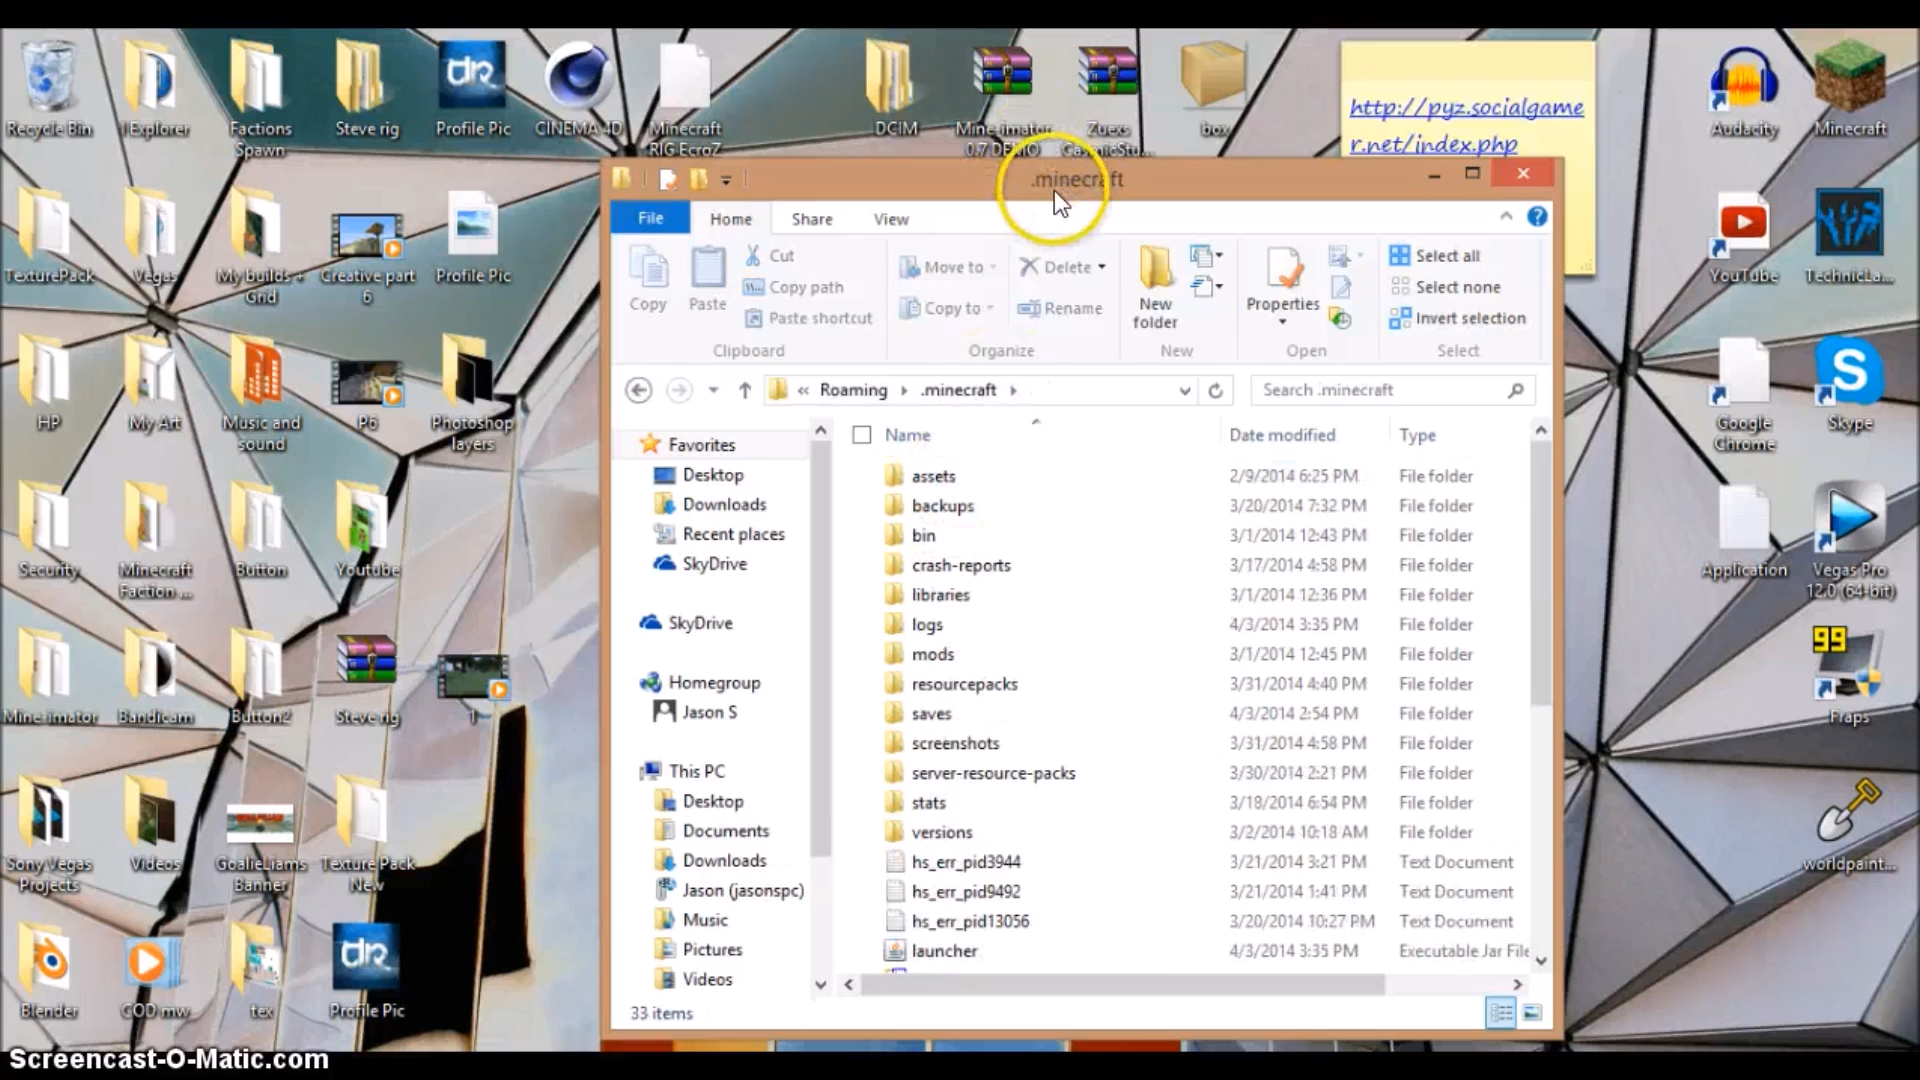 Recycle Bin
Factions
Spawn
Steve rig
Profile Pic
CINEMA 4D
Minecraft
RIG EcroZ
DCIM
Mine-imator
0.7 DEMO
Zuexs
box
http://pyz.socialgame
r.net/index.php
Audacity
Minecraft
.minecraft
File
Home
Share
View
TexturePack
Vegas
My builds +
Grid
Creative part
6
Profile Pic
YouTube
TechnicLa...
Copy
Paste
Cut
Copy path
Paste shortcut
Move to
Copy to
Delete
Rename
New
folder
Properties
Select all
Select none
Invert selection
Clipboard
Organize
New
Open
Select
HP
My Art
Music and
sound
P6
Photoshop
layers
Google
Chrome
Skype
Roaming
.minecraft
Search .minecraft
Name
Date modified
Type
Favorites
Desktop
Downloads
Recent places
SkyDrive
SkyDrive
Homegroup
Jason S
This PC
Desktop
Documents
Downloads
Jason (jasonspc)
Music
Pictures
Videos
assets 2/9/2014 6:25 PM File folder
backups 3/20/2014 7:32 PM File folder
bin 3/1/2014 12:43 PM File folder
crash-reports 3/17/2014 4:58 PM File folder
libraries 3/1/2014 12:36 PM File folder
logs 4/3/2014 3:35 PM File folder
mods 3/1/2014 12:45 PM File folder
resourcepacks 3/31/2014 4:40 PM File folder
saves 4/3/2014 2:54 PM File folder
screenshots 3/31/2014 4:58 PM File folder
server-resource-packs 3/30/2014 2:21 PM File folder
stats 3/18/2014 6:54 PM File folder
versions 3/2/2014 10:18 AM File folder
hs_err_pid3944 3/21/2014 3:21 PM Text Document
hs_err_pid9492 3/21/2014 1:41 PM Text Document
hs_err_pid13056 3/20/2014 10:27 PM Text Document
launcher 4/3/2014 3:35 PM Executable Jar File
33 items
Security
Minecraft
Faction ...
Button
Youtube
Application
Vegas Pro
12.0 (64-bit)
Mine-imator
Bandicam
Button2
Steve rig
1
99
Fraps
Sony Vegas
Projects
Videos
GoalieLiams
Banner
Texture Pack
New
worldpaint...
Blender
COD mw
tex
Profile Pic
Screencast-O-Matic.com